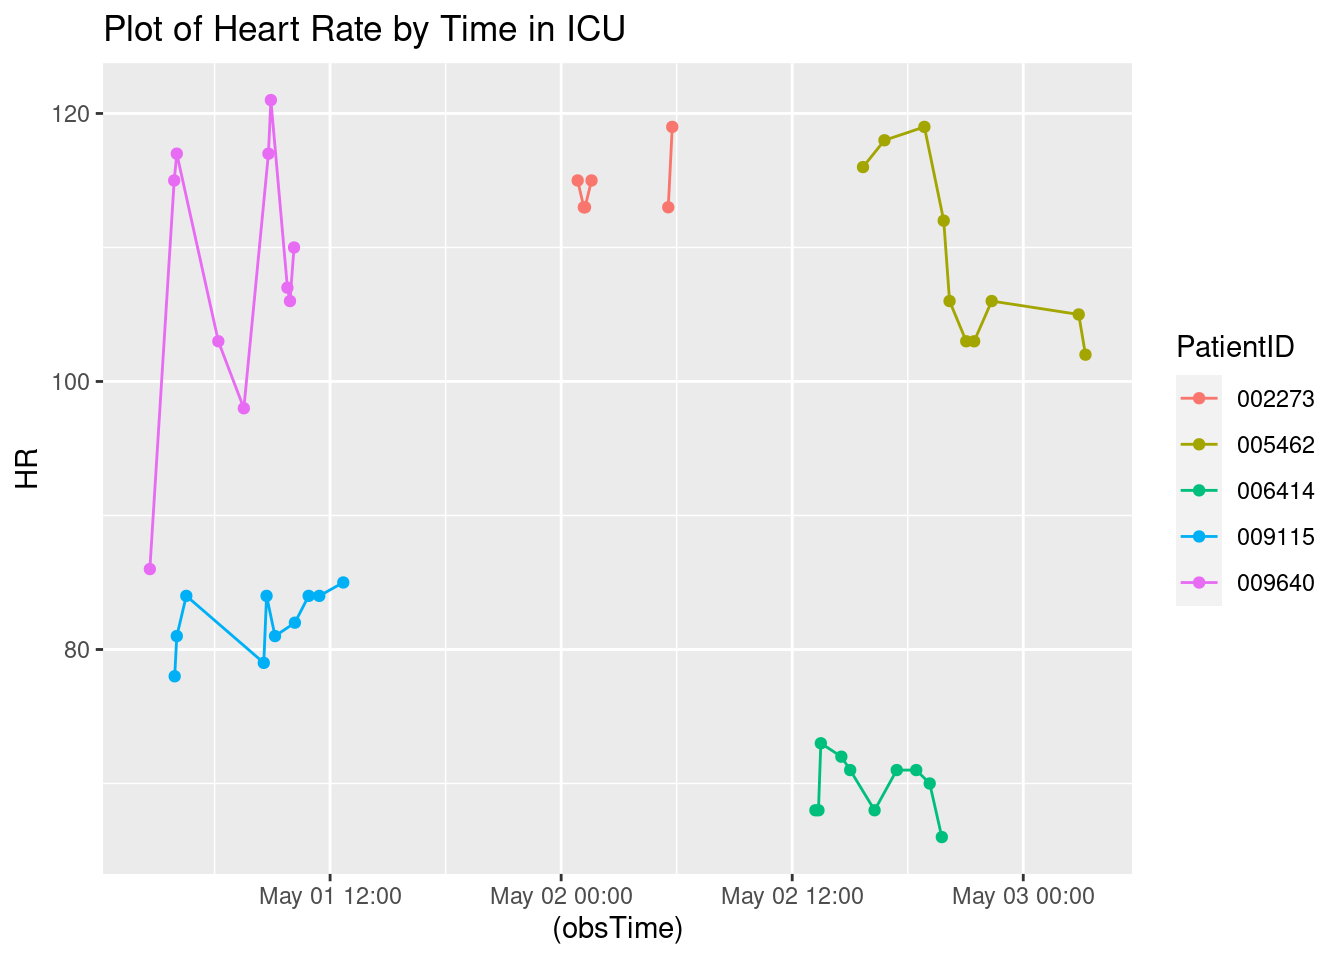 Plot of Heart Rate by Time in ICU
120
100
80
HR
May 01 12:00
May 02 00:00
May 02 12:00
May 03 00:00
(obsTime)
PatientID
002273
005462
006414
009115
009640